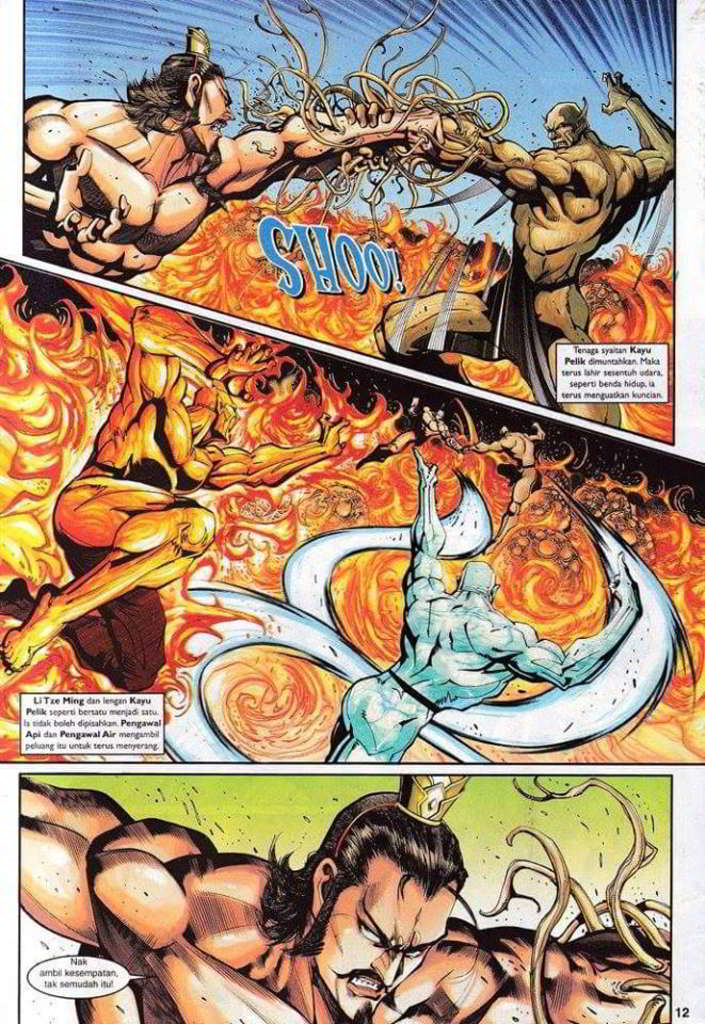 SHOO!
Tenaga syaitan Kayu
Pelik dimuntahkan. Maka
terus lahir sesentuh udara,
seperti benda hidup, ia
terus menguatkan kuncian.
Li Tze Ming dan lengan Kayu
Pelik seperti bersatu menjadi satu.
Ia tidak boleh dipisahkan. Pengawal
Api dan Pengawal Air mengambil
peluang itu untuk terus menyerang.
Nak
ambil kesempatan,
tak semudah itu!
12